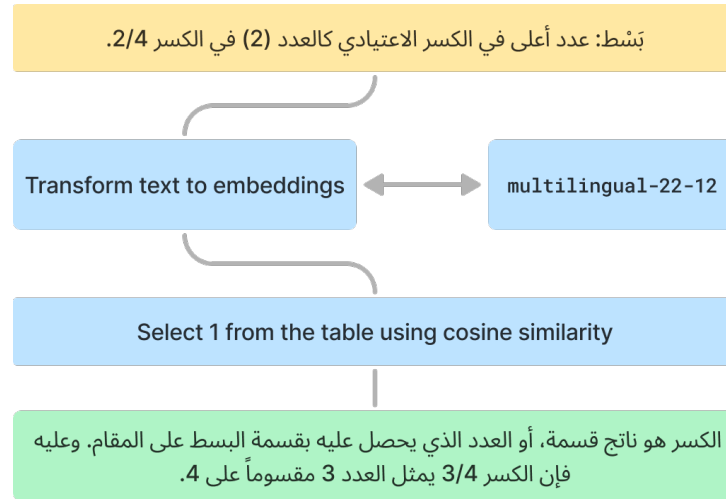 بَسْط: عدد أعلى في الكسر الاعتيادي كالعدد (2) في الكسر 2/4.
Transform text to embeddings
multilingual-22-12
Select 1 from the table using cosine similarity
الكسر هو ناتج قسمة، أو العدد الذي يحصل عليه بقسمة البسط على المقام. وعليه
فإن الكسر 3/4 يمثل العدد 3 مقسوماً على 4.